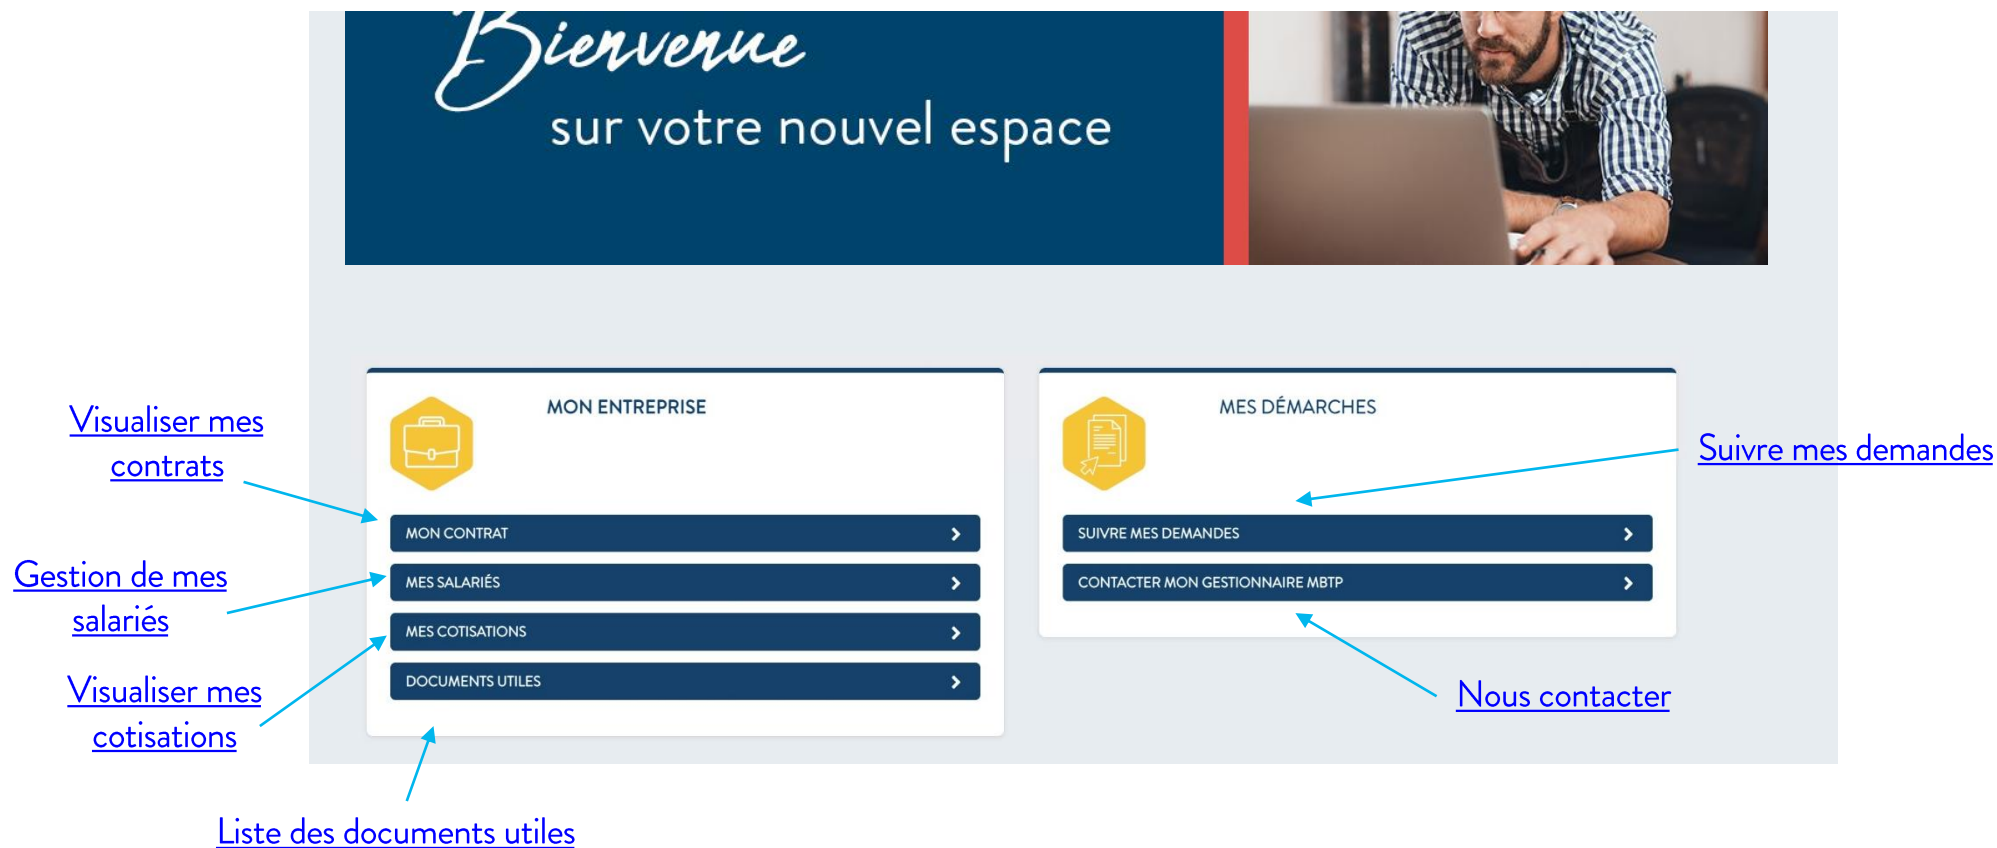 Bienvenue
sur votre nouvel espace
MON ENTREPRISE
MES DÉMARCHES
Visualiser mes
contrats
Suivre mes demandes
MON CONTRAT
SUIVRE MES DEMANDES
Gestion de mes
salariés
MES SALARIÉS
CONTACTER MON GESTIONNAIRE MBTP
MES COTISATIONS
Visualiser mes
cotisations
DOCUMENTS UTILES
Nous contacter
Liste des documents utiles